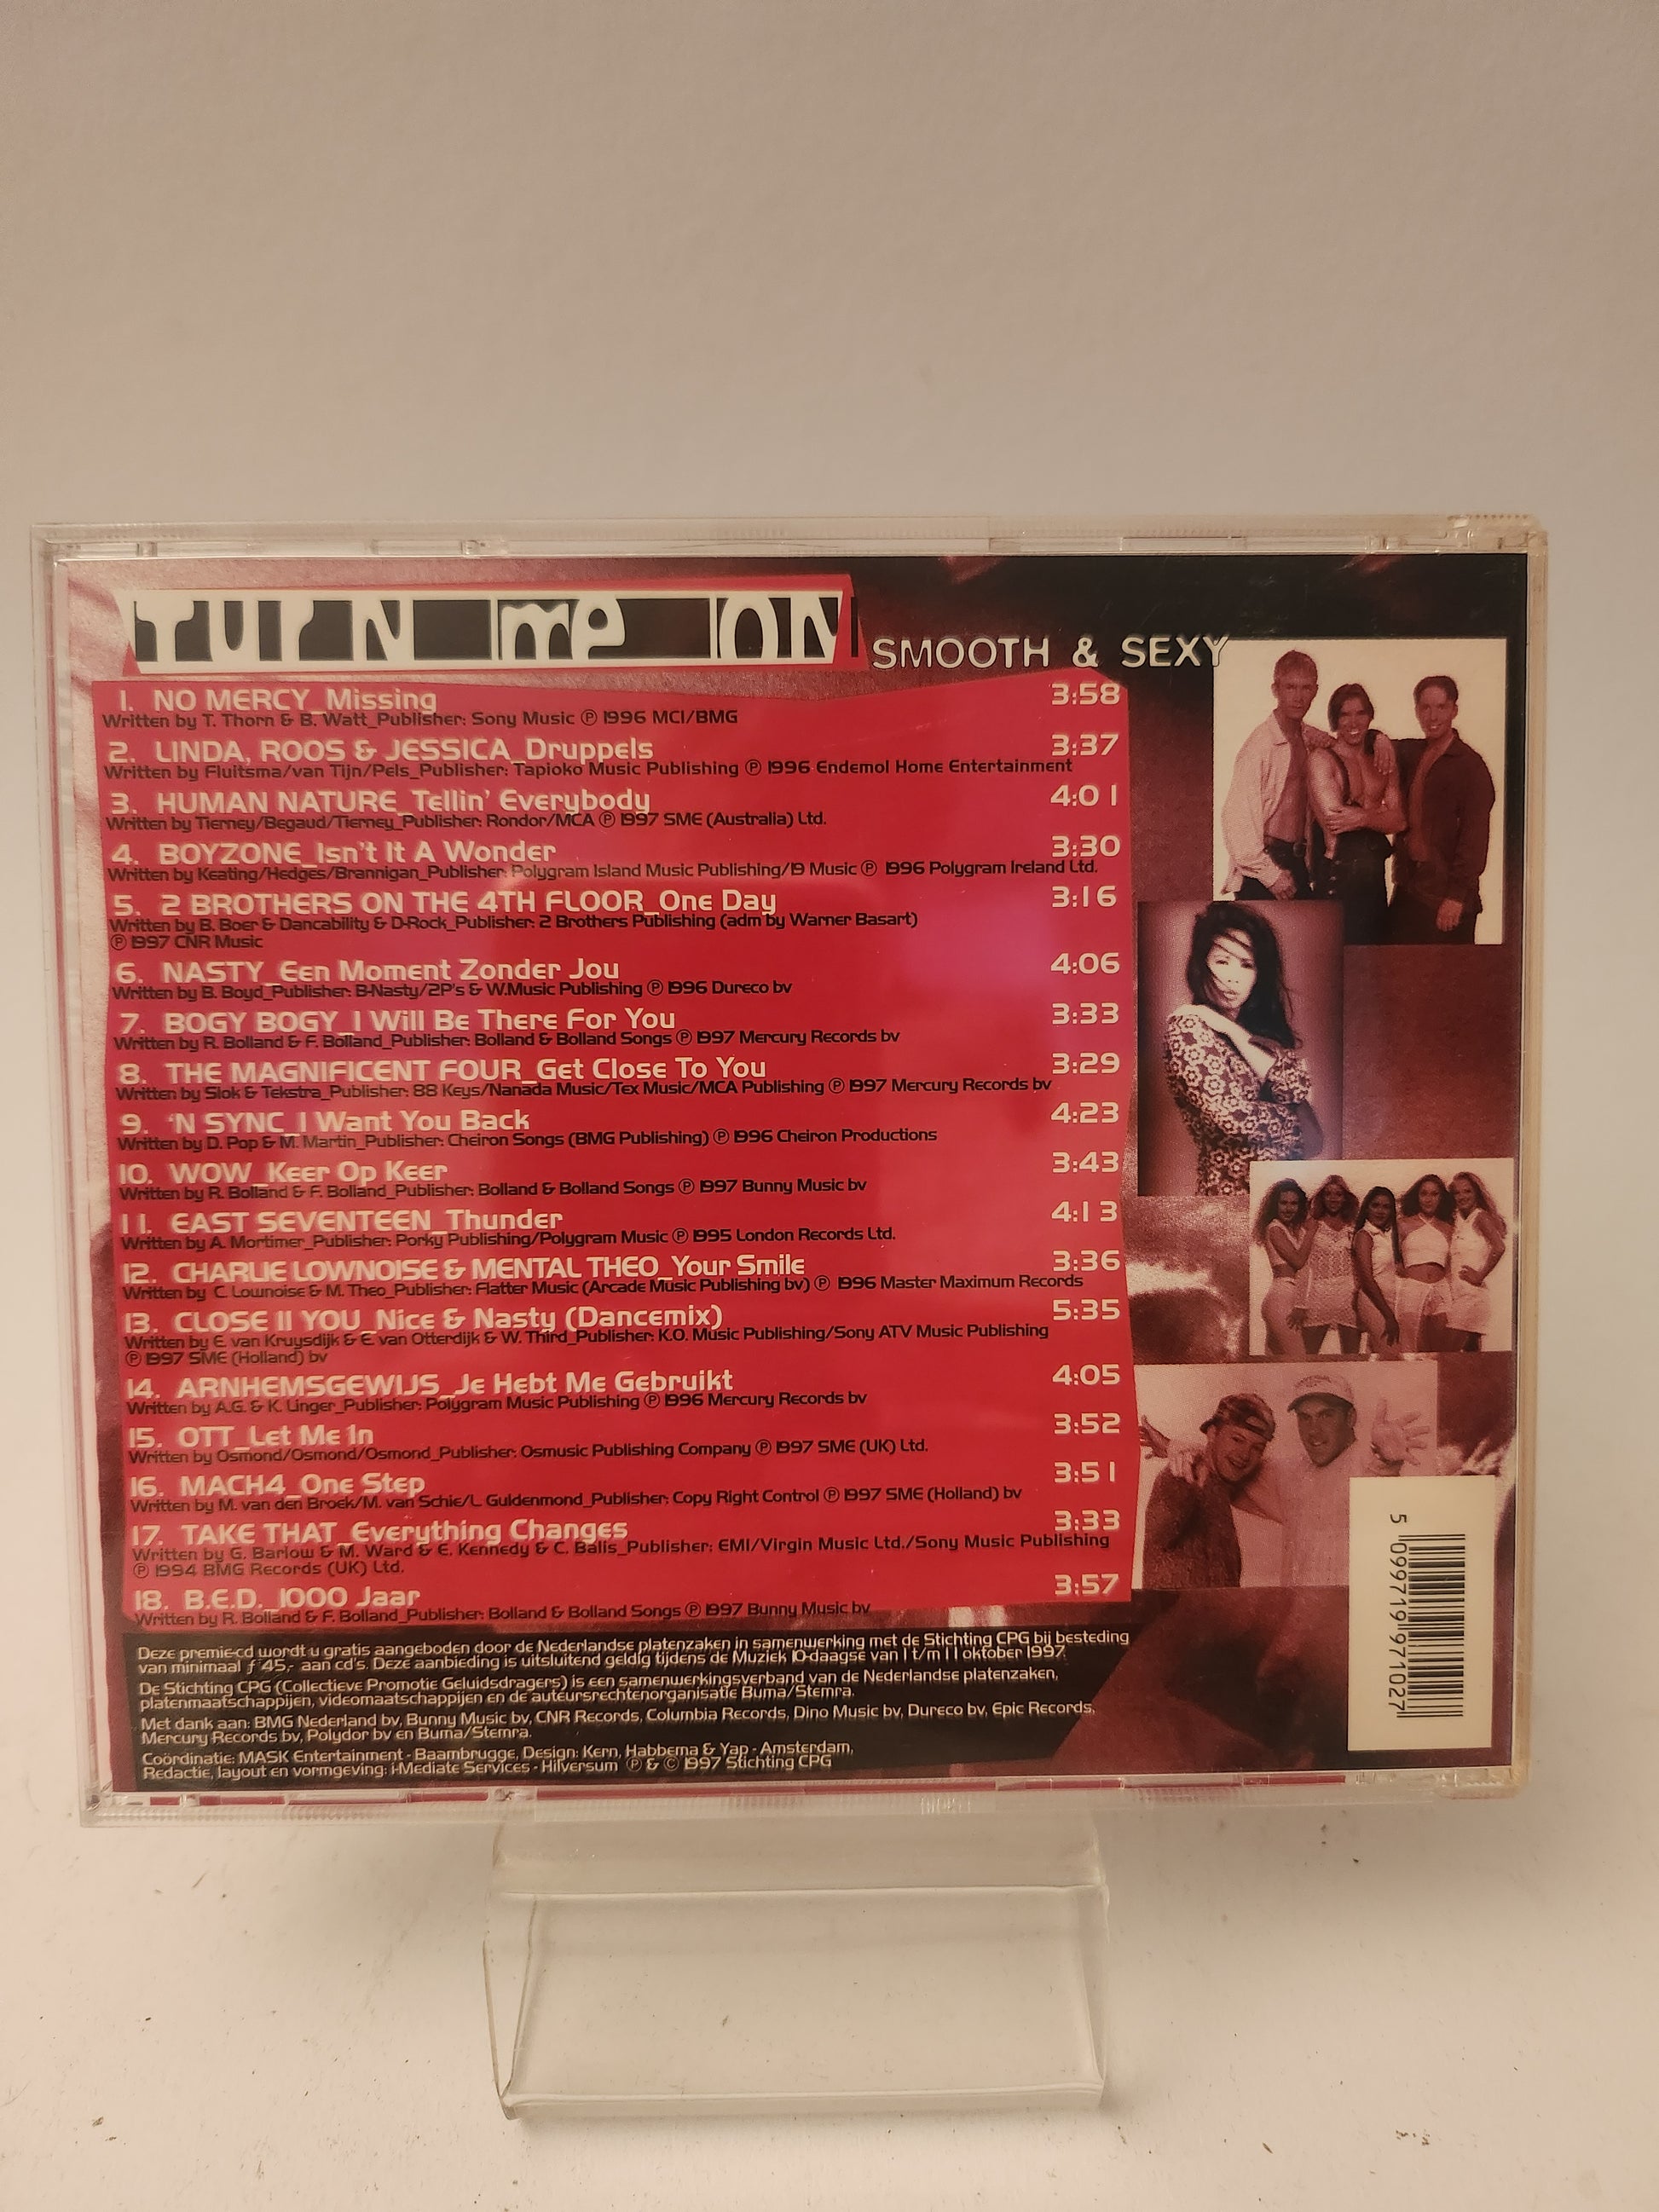 Turn me on
SMOOTH & SEXY
1. NO MERCY_Missing 3:58
Written by T. Thorn & B. Watt_Publisher: Sony Music Ⓟ 1996 MCI/BMG
2. LINDA, ROOS & JESSICA_Druppels 3:37
Written by Fluitsma/van Tijn/Pels_Publisher: Tapioko Music Publishing Ⓟ 1996 Endemol Home Entertainment
3. HUMAN NATURE_Tellin' Everybody 4:01
Written by Tierney/Begaud/Tierney_Publisher: Rondor/MCA Ⓟ 1997 SME (Australia) Ltd.
4. BOYZONE_Isn't It A Wonder 3:30
Written by Keating/Hedges/Brannigan_Publisher: Polygram Island Music Publishing/19 Music Ⓟ 1996 Polygram Ireland Ltd.
5. 2 BROTHERS ON THE 4TH FLOOR_One Day 3:16
Written by B. Boer & Dancability & D-Rock_Publisher: 2 Brothers Publishing (adm by Warner Basart)
Ⓟ 1997 CNR Music
6. NASTY_Een Moment Zonder Jou 4:06
Written by B. Boyd_Publisher: B-Nasty/2P's & W.Music Publishing Ⓟ 1996 Dureco bv
7. BOGY BOGY_I Will Be There For You 3:33
Written by R. Bolland & F. Bolland_Publisher: Bolland & Bolland Songs Ⓟ 1997 Mercury Records bv
8. THE MAGNIFICENT FOUR_Get Close To You 3:29
Written by Slok & Tekstra_Publisher: 88 Keys/Nanada Music/Tex Music/MCA Publishing Ⓟ 1997 Mercury Records bv
9. 'N SYNC_I Want You Back 4:23
Written by D. Pop & M. Martin_Publisher: Cheiron Songs (BMG Publishing) Ⓟ 1996 Cheiron Productions
10. WOW_Keer Op Keer 3:43
Written by R. Bolland & F. Bolland_Publisher: Bolland & Bolland Songs Ⓟ 1997 Bunny Music bv
11. EAST SEVENTEEN_Thunder 4:13
Written by A. Mortimer_Publisher: Porky Publishing/Polygram Music Ⓟ 1995 London Records Ltd.
12. CHARLIE LOWNOISE & MENTAL THEO_Your Smile 3:36
Written by C. Lownoise & M. Theo_Publisher: Flatter Music (Arcade Music Publishing bv) Ⓟ 1996 Master Maximum Records
13. CLOSE II YOU_Nice & Nasty (Dancemix) 5:35
Written by E. van Kruysdijk & E. van Otterdijk & W. Third_Publisher: K.O. Music Publishing/Sony ATV Music Publishing
Ⓟ 1997 SME (Holland) bv
14. ARNHEMSGEWIJS_Je Hebt Me Gebruikt 4:05
Written by A.G. & K. Linger_Publisher: Polygram Music Publishing Ⓟ 1996 Mercury Records bv
15. OTT_Let Me In 3:52
Written by Osmond/Osmond/Osmond_Publisher: Osmusic Publishing Company Ⓟ 1997 SME (UK) Ltd.
16. MACH4_One Step 3:51
Written by M. van den Broek/M. van Schie/L. Guldenmond_Publisher: Copy Right Control Ⓟ 1997 SME (Holland) bv
17. TAKE THAT_Everything Changes 3:33
Written by G. Barlow & M. Ward & E. Kennedy & C. Balis_Publisher: EMI/Virgin Music Ltd./Sony Music Publishing
Ⓟ 1994 BMG Records (UK) Ltd.
18. B.E.D._1000 Jaar 3:57
Written by R. Bolland & F. Bolland_Publisher: Bolland & Bolland Songs Ⓟ 1997 Bunny Music bv
Deze premie-cd wordt u gratis aangeboden door de Nederlandse platenzaken in samenwerking met de Stichting CPG bij besteding
van minimaal ƒ 45,- aan cd's. Deze aanbieding is uitsluitend geldig tijdens de Muziek 10-daagse van 1 t/m 11 oktober 1997.
De Stichting CPG (Collectieve Promotie Geluidsdragers) is een samenwerkingsverband van de Nederlandse platenzaken,
platenmaatschappijen, videomaatschappijen en de auteursrechtenorganisatie Buma/Stemra.
Met dank aan: BMG Nederland bv, Bunny Music bv, CNR Records, Columbia Records, Dino Music bv, Dureco bv, Epic Records,
Mercury Records bv, Polydor bv en Buma/Stemra.
Coördinatie: MASK Entertainment - Baambrugge, Design: Kern, Habbema & Yap - Amsterdam,
Redactie, layout en vormgeving: i-Mediate Services - Hilversum Ⓟ & © 1997 Stichting CPG
5 099719 971027